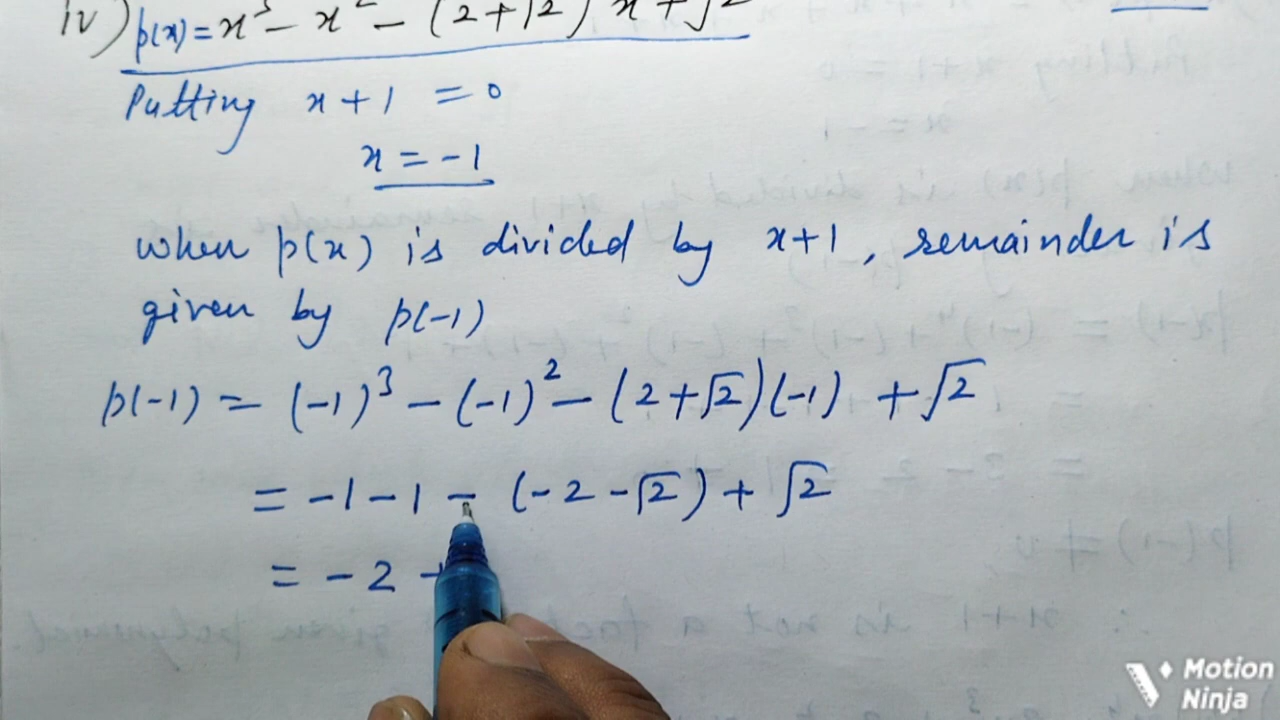 iv) p(x) = x³ - x² - (2+√2)x + √2
Putting x+1 = 0
x = -1
when p(x) is divided by x+1, remainder is
given by p(-1)
p(-1) = (-1)³ - (-1)² - (2+√2)(-1) + √2
= -1 - 1 - (-2 - √2) + √2
= -2 +
Motion
Ninja